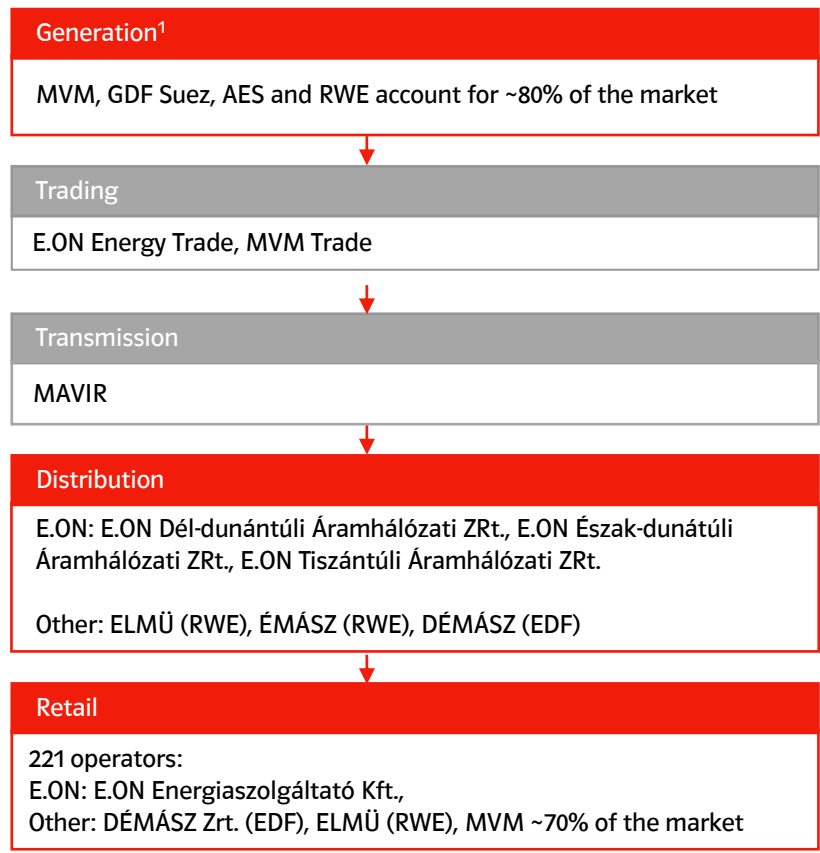 Generation¹
MVM, GDF Suez, AES and RWE account for ~80% of the market
Trading
E.ON Energy Trade, MVM Trade
Transmission
MAVIR
Distribution
E.ON: E.ON Dél-dunántúli Áramhálózati ZRt., E.ON Észak-dunátúli
Áramhálózati ZRt., E.ON Tiszántúli Áramhálózati ZRt.
Other: ELMÜ (RWE), ÉMÁSZ (RWE), DÉMÁSZ (EDF)
Retail
221 operators:
E.ON: E.ON Energiaszolgáltató Kft.,
Other: DÉMÁSZ Zrt. (EDF), ELMÜ (RWE), MVM ~70% of the market